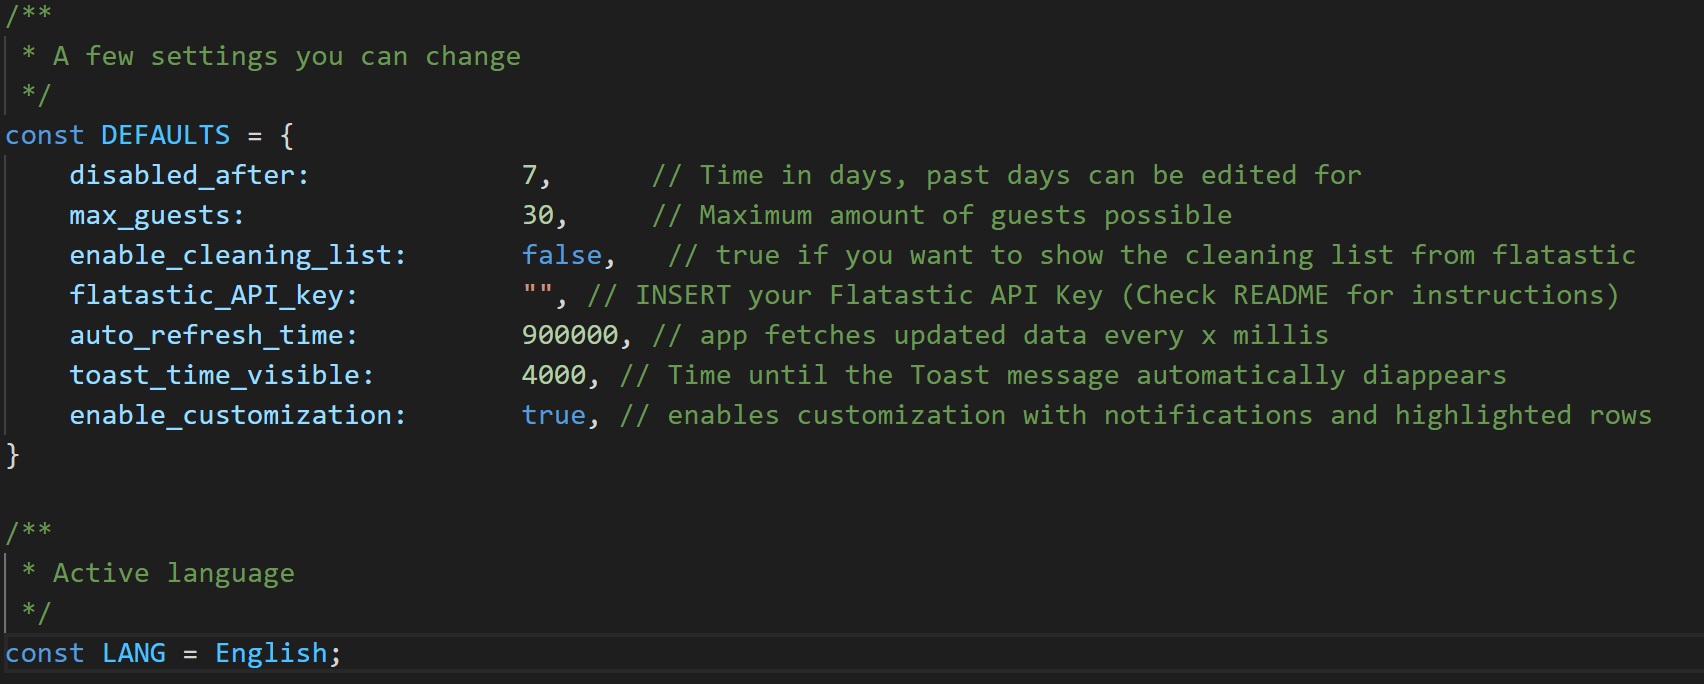 /**
 * A few settings you can change
 */
const DEFAULTS = {
    disabled_after:             7,      // Time in days, past days can be edited for
    max_guests:                 30,     // Maximum amount of guests possible
    enable_cleaning_list:       false,   // true if you want to show the cleaning list from flatastic
    flatastic_API_key:          "", // INSERT your Flatastic API Key (Check README for instructions)
    auto_refresh_time:          900000, // app fetches updated data every x millis
    toast_time_visible:         4000, // Time until the Toast message automatically diappears
    enable_customization:       true, // enables customization with notifications and highlighted rows
}

/**
 * Active language
 */
const LANG = English;